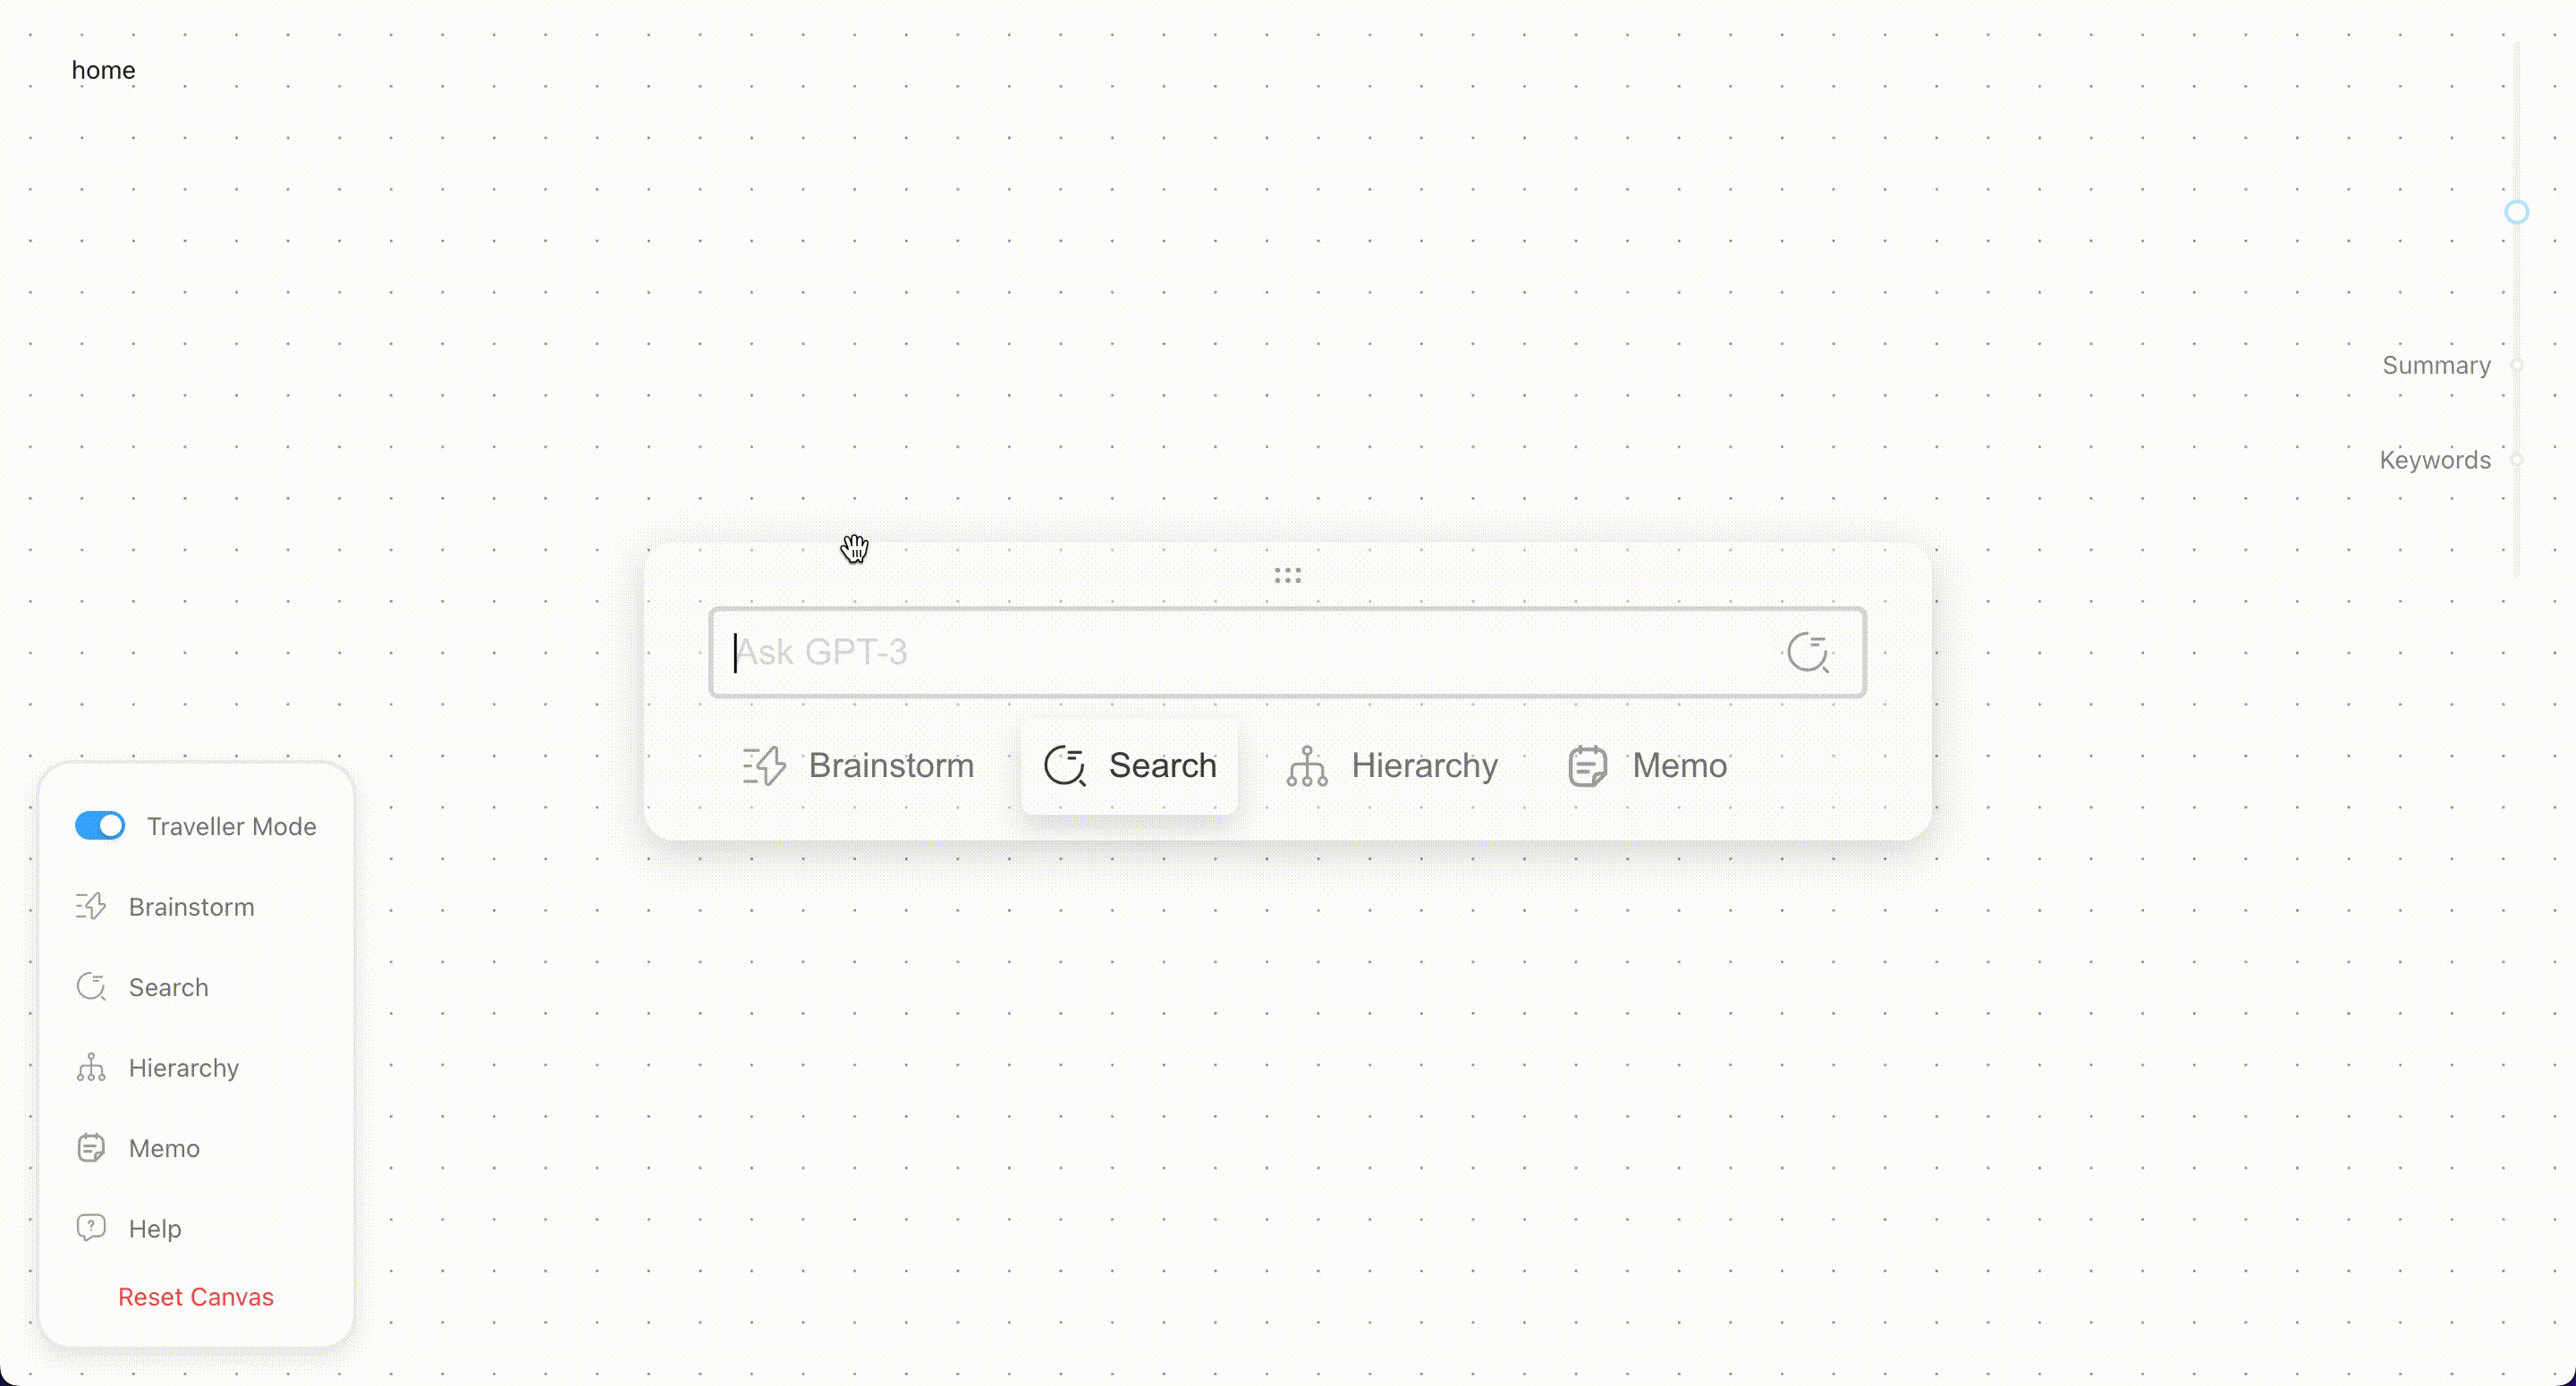 home
Summary
Keywords
Ask GPT-3
Brainstorm Search Hierarchy Memo
Traveller Mode
Brainstorm
Search
Hierarchy
Memo
? Help
Reset Canvas